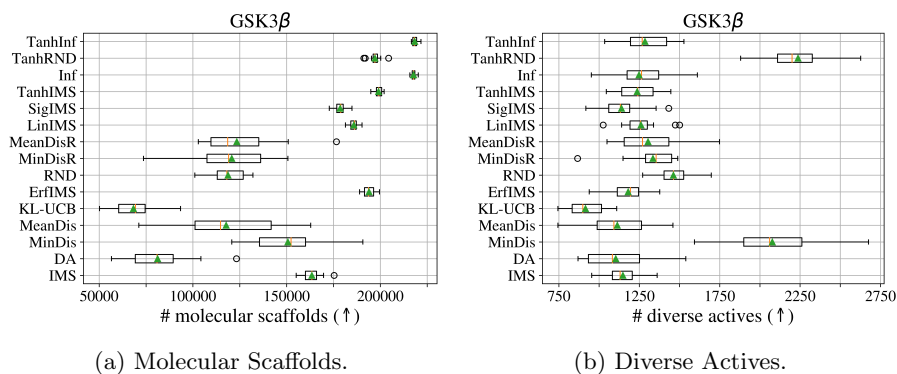 GSK3β
TanhInf
TanhRND
Inf
TanhIMS
SigIMS
LinIMS
MeanDisR
MinDisR
RND
ErfIMS
KL-UCB
MeanDis
MinDis
DA
IMS
50000 100000 150000 200000
# molecular scaffolds (↑)
(a) Molecular Scaffolds.
GSK3β
TanhInf
TanhRND
Inf
TanhIMS
SigIMS
LinIMS
MeanDisR
MinDisR
RND
ErfIMS
KL-UCB
MeanDis
MinDis
DA
IMS
750 1250 1750 2250 2750
# diverse actives (↑)
(b) Diverse Actives.